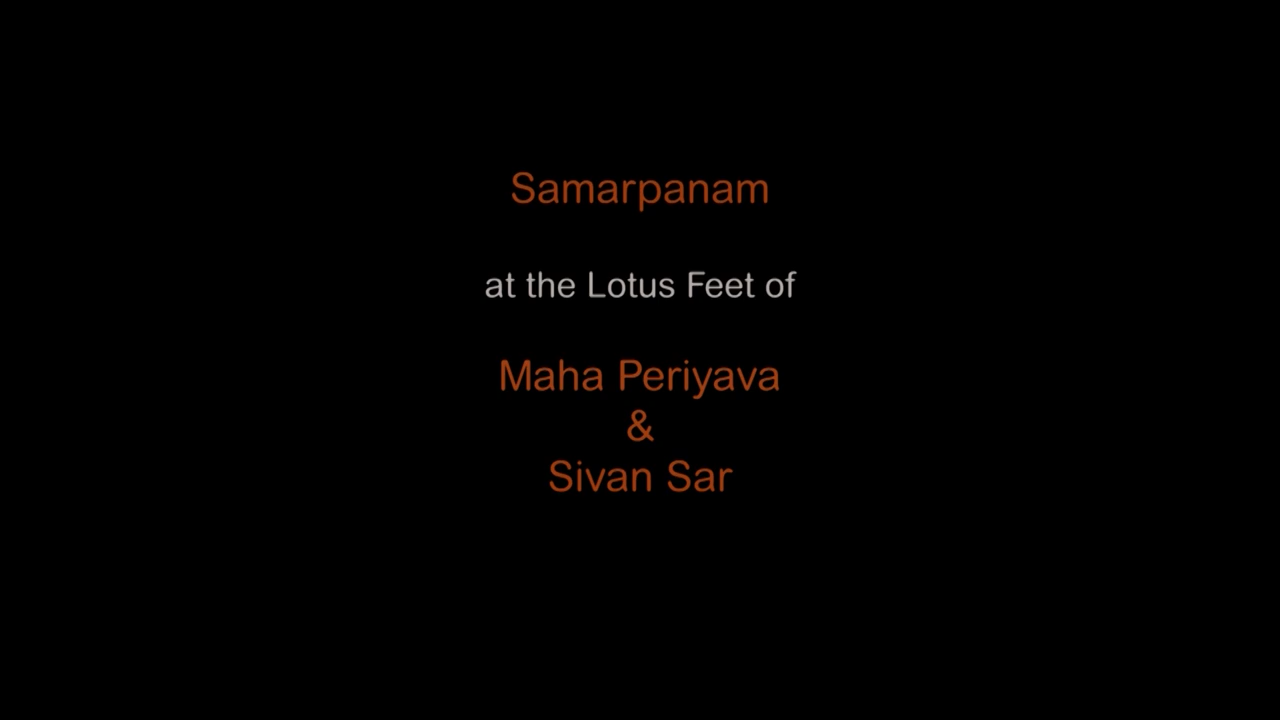 Samarpanam
at the Lotus Feet of
Maha Periyava
&
Sivan Sar